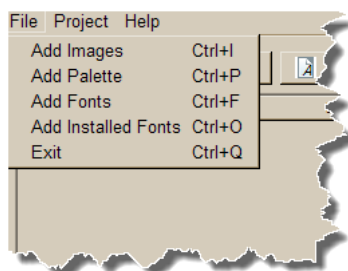 File Project Help
Add Images Ctrl+I
Add Palette Ctrl+P
Add Fonts Ctrl+F
Add Installed Fonts Ctrl+O
Exit Ctrl+Q
A